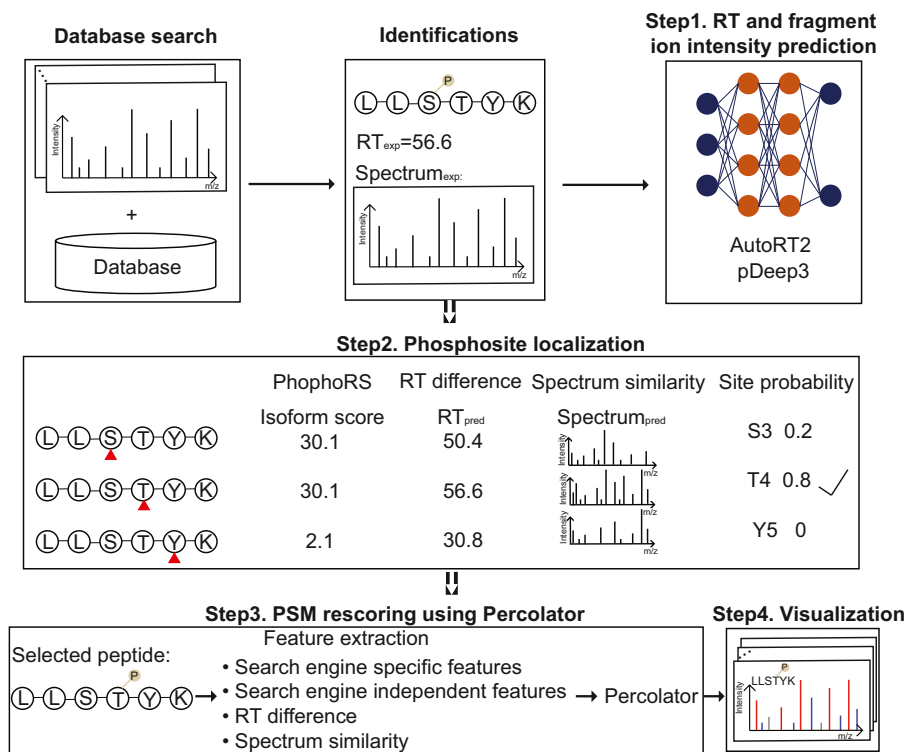 Database search
Intensity
m/z
+
Database
Identifications
P
L L S T Y K
RTexp=56.6
Spectrumexp:
Intensity
m/z
Step1. RT and fragment
ion intensity prediction
AutoRT2
pDeep3
Step2. Phosphosite localization
PhophoRS RT difference Spectrum similarity Site probability
Isoform score RTpred Spectrumpred
L L S T Y K 30.1 50.4 Intensity S3 0.2
L L S T Y K 30.1 56.6 Intensity T4 0.8
L L S T Y K 2.1 30.8 Intensity Y5 0
m/z
Step3. PSM rescoring using Percolator
Feature extraction
Selected peptide:
P
L L S T Y K
• Search engine specific features
• Search engine independent features
• RT difference
• Spectrum similarity
Percolator
Step4. Visualization
P
LLSTYK
Intensity
m/z